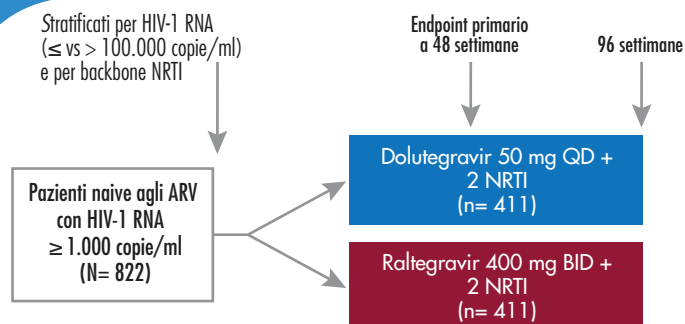 Stratificati per HIV-1 RNA
(≤ vs > 100.000 copie/ml)
e per backbone NRTI
Endpoint primario
a 48 settimane
96 settimane
Pazienti naive agli ARV
con HIV-1 RNA
≥ 1.000 copie/ml
(N= 822)
Dolutegravir 50 mg QD +
2 NRTI
(n= 411)
Raltegravir 400 mg BID +
2 NRTI
(n= 411)